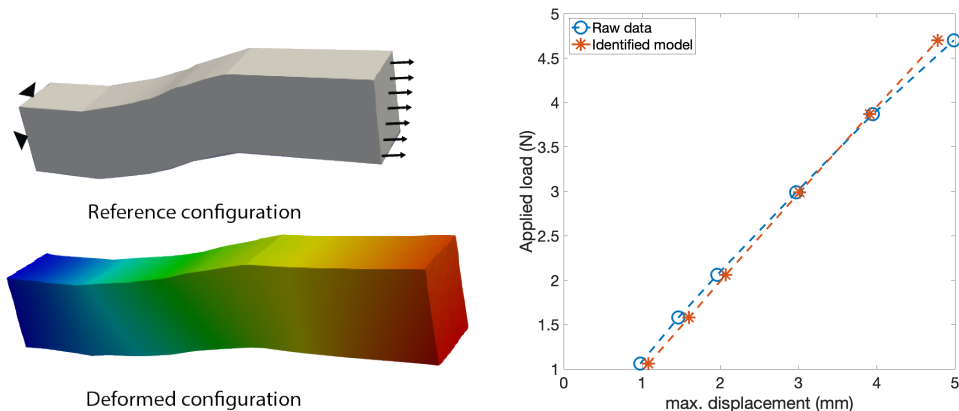 Reference configuration
Deformed configuration
Raw data
Identified model
Applied load (N)
5
4.5
4
3.5
3
2.5
2
1.5
1
0 1 2 3 4 5
max. displacement (mm)